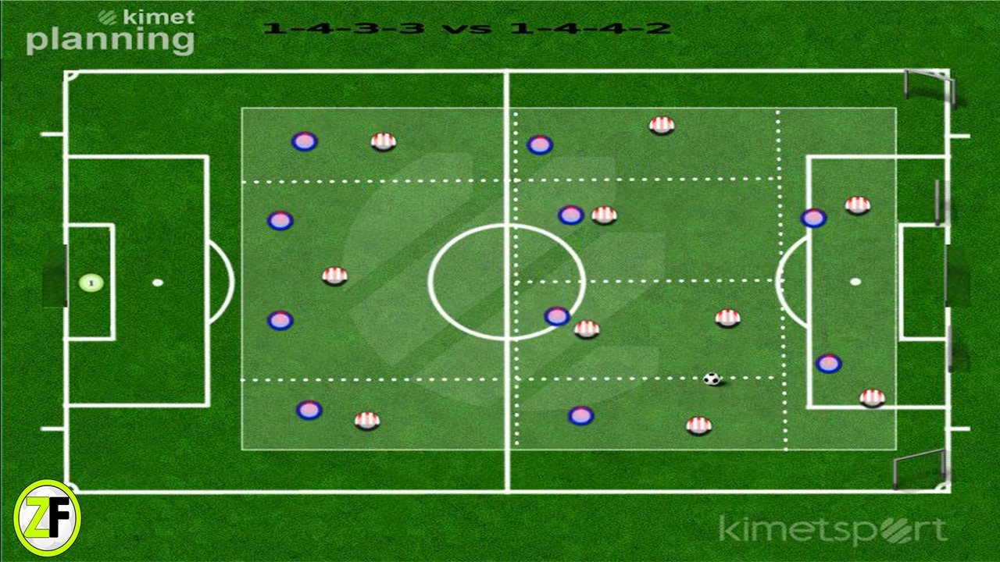 kimet
planning
1-4-3-3 vs 1-4-4-2
1
ZF
kimetsport